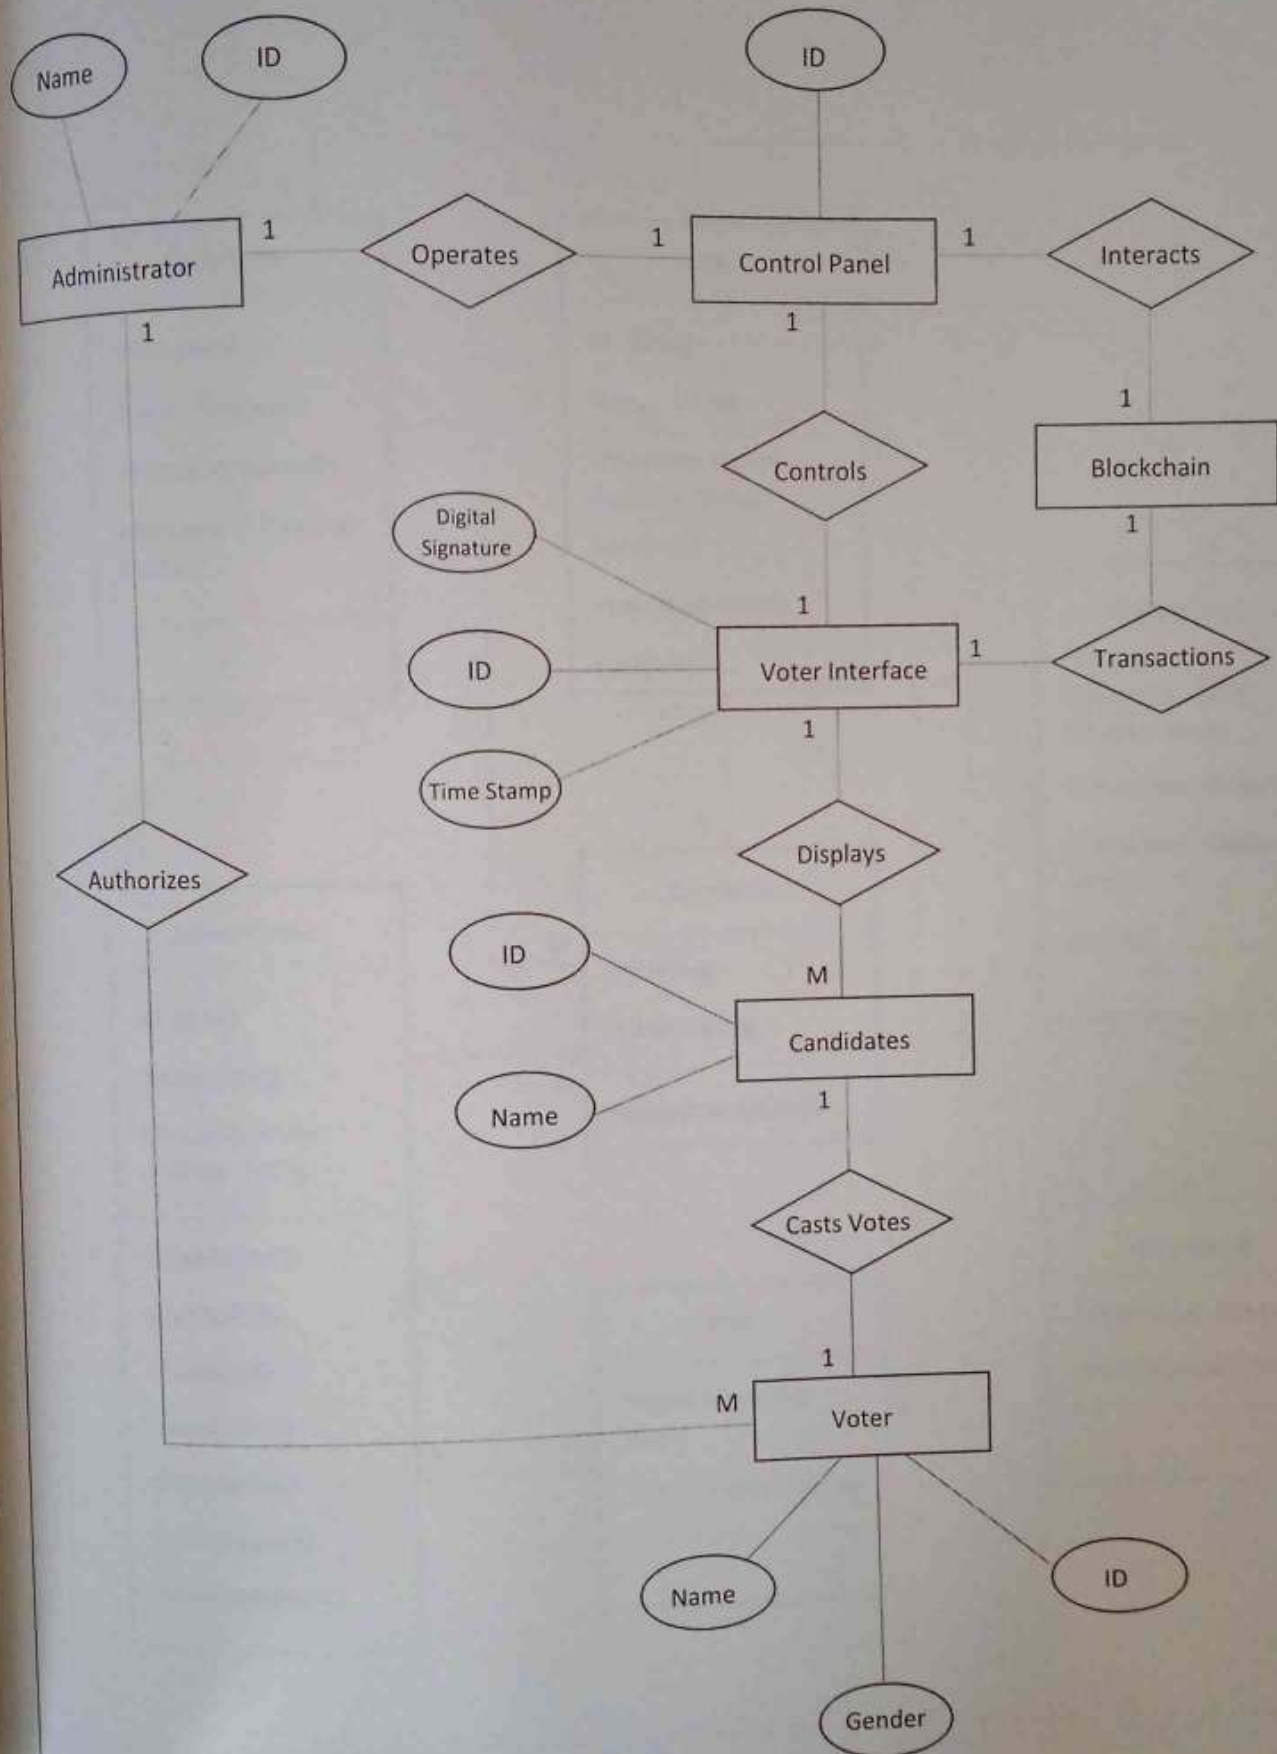 Name
ID
ID
Administrator
1
Operates
1
Control Panel
1
Interacts
1
1
1
Blockchain
1
Controls
Digital
Signature
1
ID
Voter Interface
1
Transactions
1
Time Stamp
Displays
Authorizes
ID
M
Candidates
Name
1
Casts Votes
1
M
Voter
Name
ID
Gender